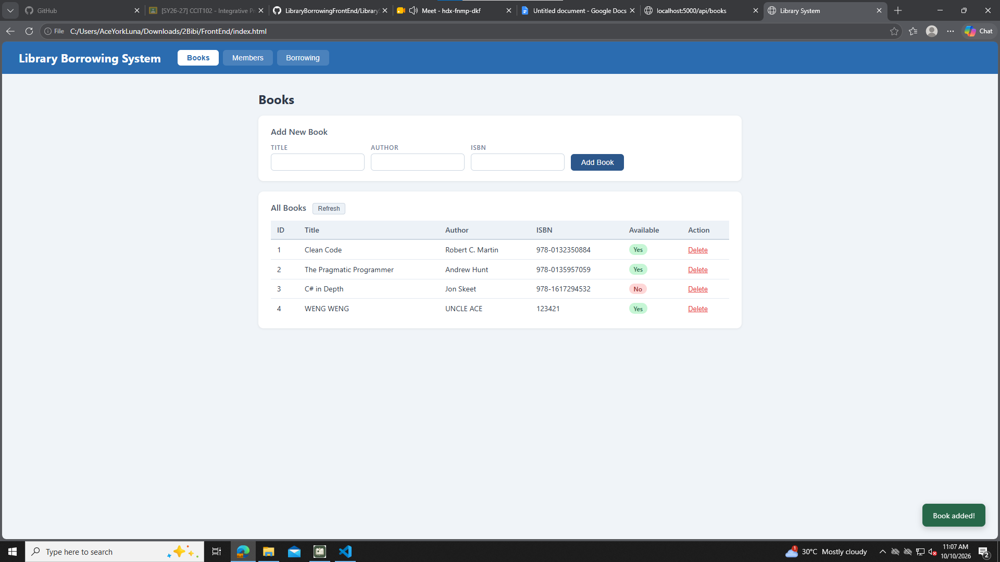 GitHub
[SY26-27] CCIT102 - Integrative Pr
LibraryBorrowingFrontEnd/Library
Meet - hdx-fnmp-dkf
Untitled document - Google Docs
localhost:5000/api/books
Library System
File C:/Users/AceYorkLuna/Downloads/2Bibi/FrontEnd/index.html
Chat
Library Borrowing System
Books
Members
Borrowing
Books
Add New Book
TITLE AUTHOR ISBN
Add Book
All Books Refresh
ID Title Author ISBN Available Action
1 Clean Code Robert C. Martin 978-0132350884 Yes Delete
2 The Pragmatic Programmer Andrew Hunt 978-0135957059 Yes Delete
3 C# in Depth Jon Skeet 978-1617294532 No Delete
4 WENG WENG UNCLE ACE 123421 Yes Delete
Book added!
Type here to search
1
30°C Mostly cloudy
11:07 AM
10/10/2026
2